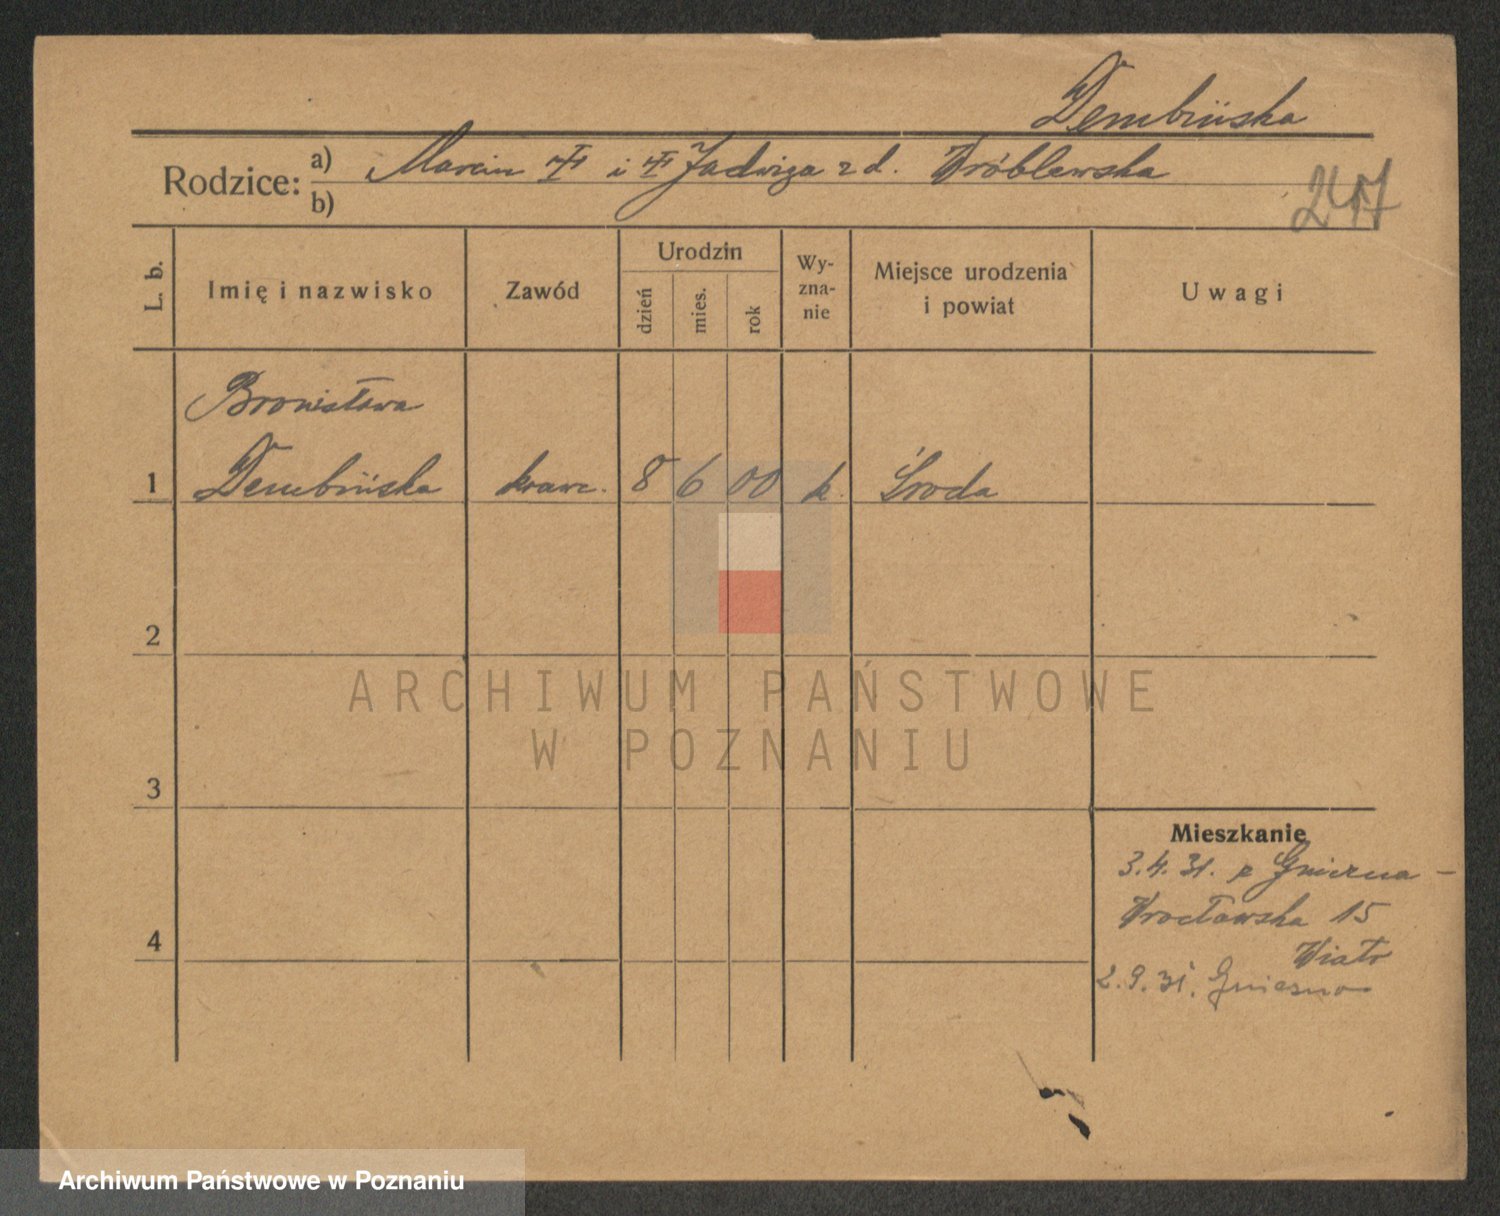 Dembińska
Rodzice:
a) Marcin i Jadwiga z d. Wróblewska
b)
L. b.
Imię i nazwisko
Zawód
Urodzin
dzień
mies.
rok
Wy-
zna-
nie
Miejsce urodzenia
i powiat
Uwagi
Bronisława
1 Dembińska krawc. 8 6 00 k. Środa
2
3
4
Mieszkanie
3.4.31. z Gniezna -
Wrocławska 15
2.9.31. Gniezno
ARCHIWUM PAŃSTWOWE
W POZNANIU
Archiwum Państwowe w Poznaniu